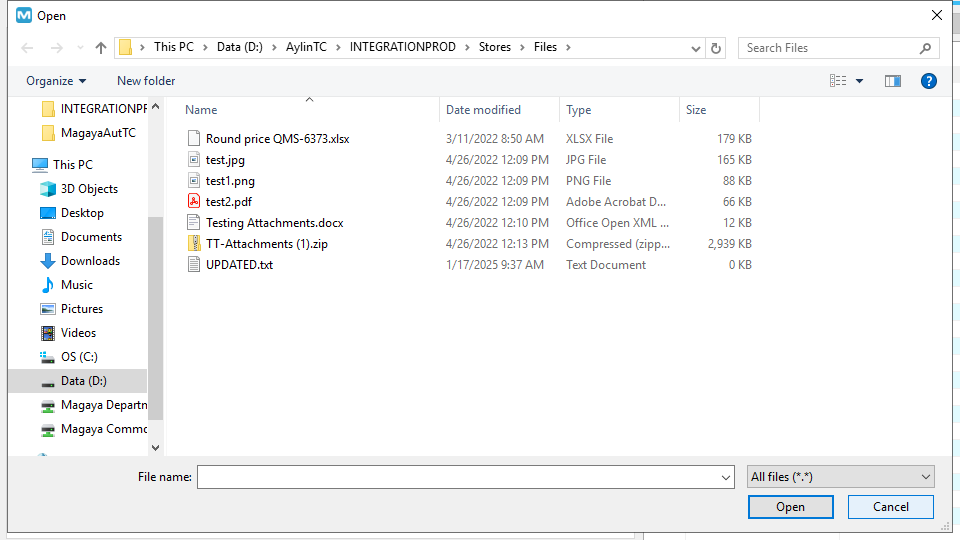 Open
This PC > Data (D:) > AylinTC > INTEGRATIONPROD > Stores > Files >
Search Files
Organize New folder
?
Name Date modified Type Size
INTEGRATIONPR
MagayaAutTC
This PC
3D Objects
Desktop
Documents
Downloads
Music
Pictures
Videos
OS (C:)
Data (D:)
Magaya Departn
Magaya Commo
Round price QMS-6373.xlsx 3/11/2022 8:50 AM XLSX File 179 KB
test.jpg 4/26/2022 12:09 PM JPG File 165 KB
test1.png 4/26/2022 12:09 PM PNG File 88 KB
test2.pdf 4/26/2022 12:09 PM Adobe Acrobat D... 66 KB
Testing Attachments.docx 4/26/2022 12:10 PM Office Open XML ... 12 KB
TT-Attachments (1).zip 4/26/2022 12:13 PM Compressed (zipp... 2,939 KB
UPDATED.txt 1/17/2025 9:37 AM Text Document 0 KB
File name: All files (*.*)
Open Cancel